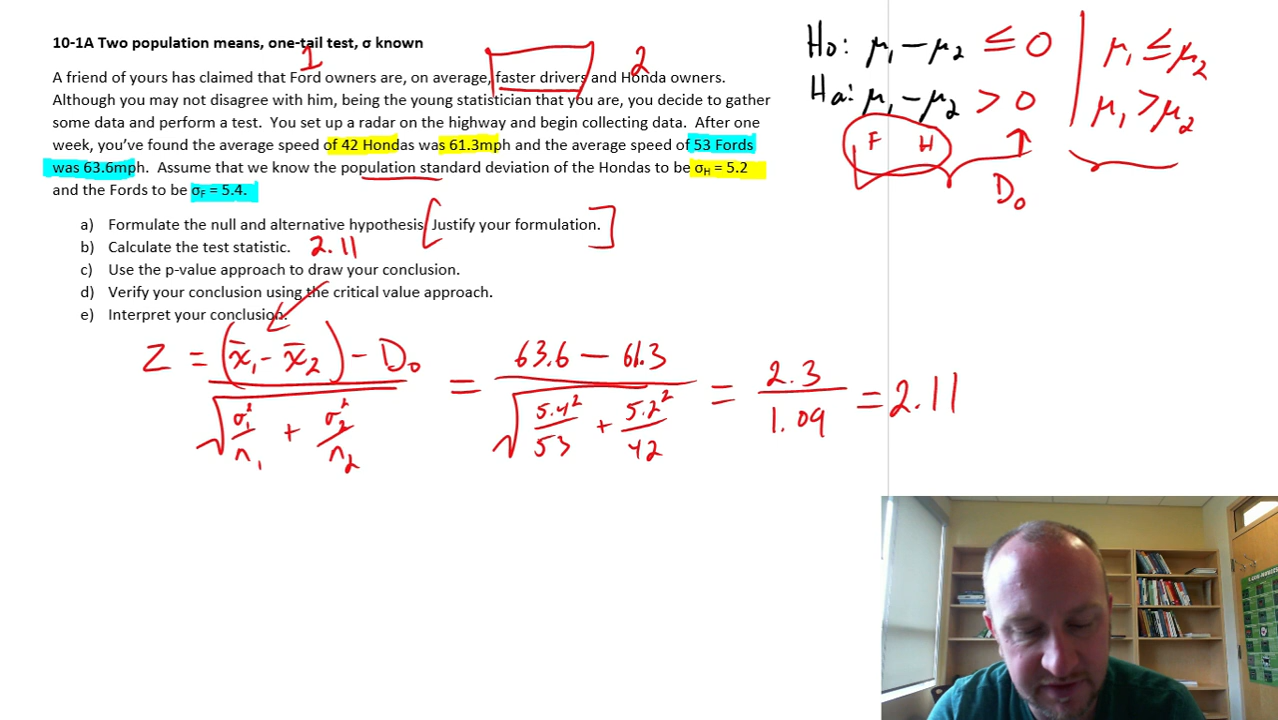 10-1A Two population means, one-tail test, σ known
1
2
A friend of yours has claimed that Ford owners are, on average, faster drivers and Honda owners.
Although you may not disagree with him, being the young statistician that you are, you decide to gather
some data and perform a test. You set up a radar on the highway and begin collecting data. After one
week, you've found the average speed of 42 Hondas was 61.3mph and the average speed of 53 Fords
was 63.6mph. Assume that we know the population standard deviation of the Hondas to be σH = 5.2
and the Fords to be σF = 5.4.
a) Formulate the null and alternative hypothesis [Justify your formulation.]
b) Calculate the test statistic. 2.11
c) Use the p-value approach to draw your conclusion.
d) Verify your conclusion using the critical value approach.
e) Interpret your conclusion.
Ho: μ1 - μ2 ≤ 0 | μ1 ≤ μ2
Ha: μ1 - μ2 > 0 | μ1 > μ2
F H
D0
Z = (x̄1 - x̄2) - D0 / √(σ1²/n1 + σ2²/n2) = 63.6 - 61.3 / √(5.4²/53 + 5.2²/42) = 2.3 / 1.09 = 2.11